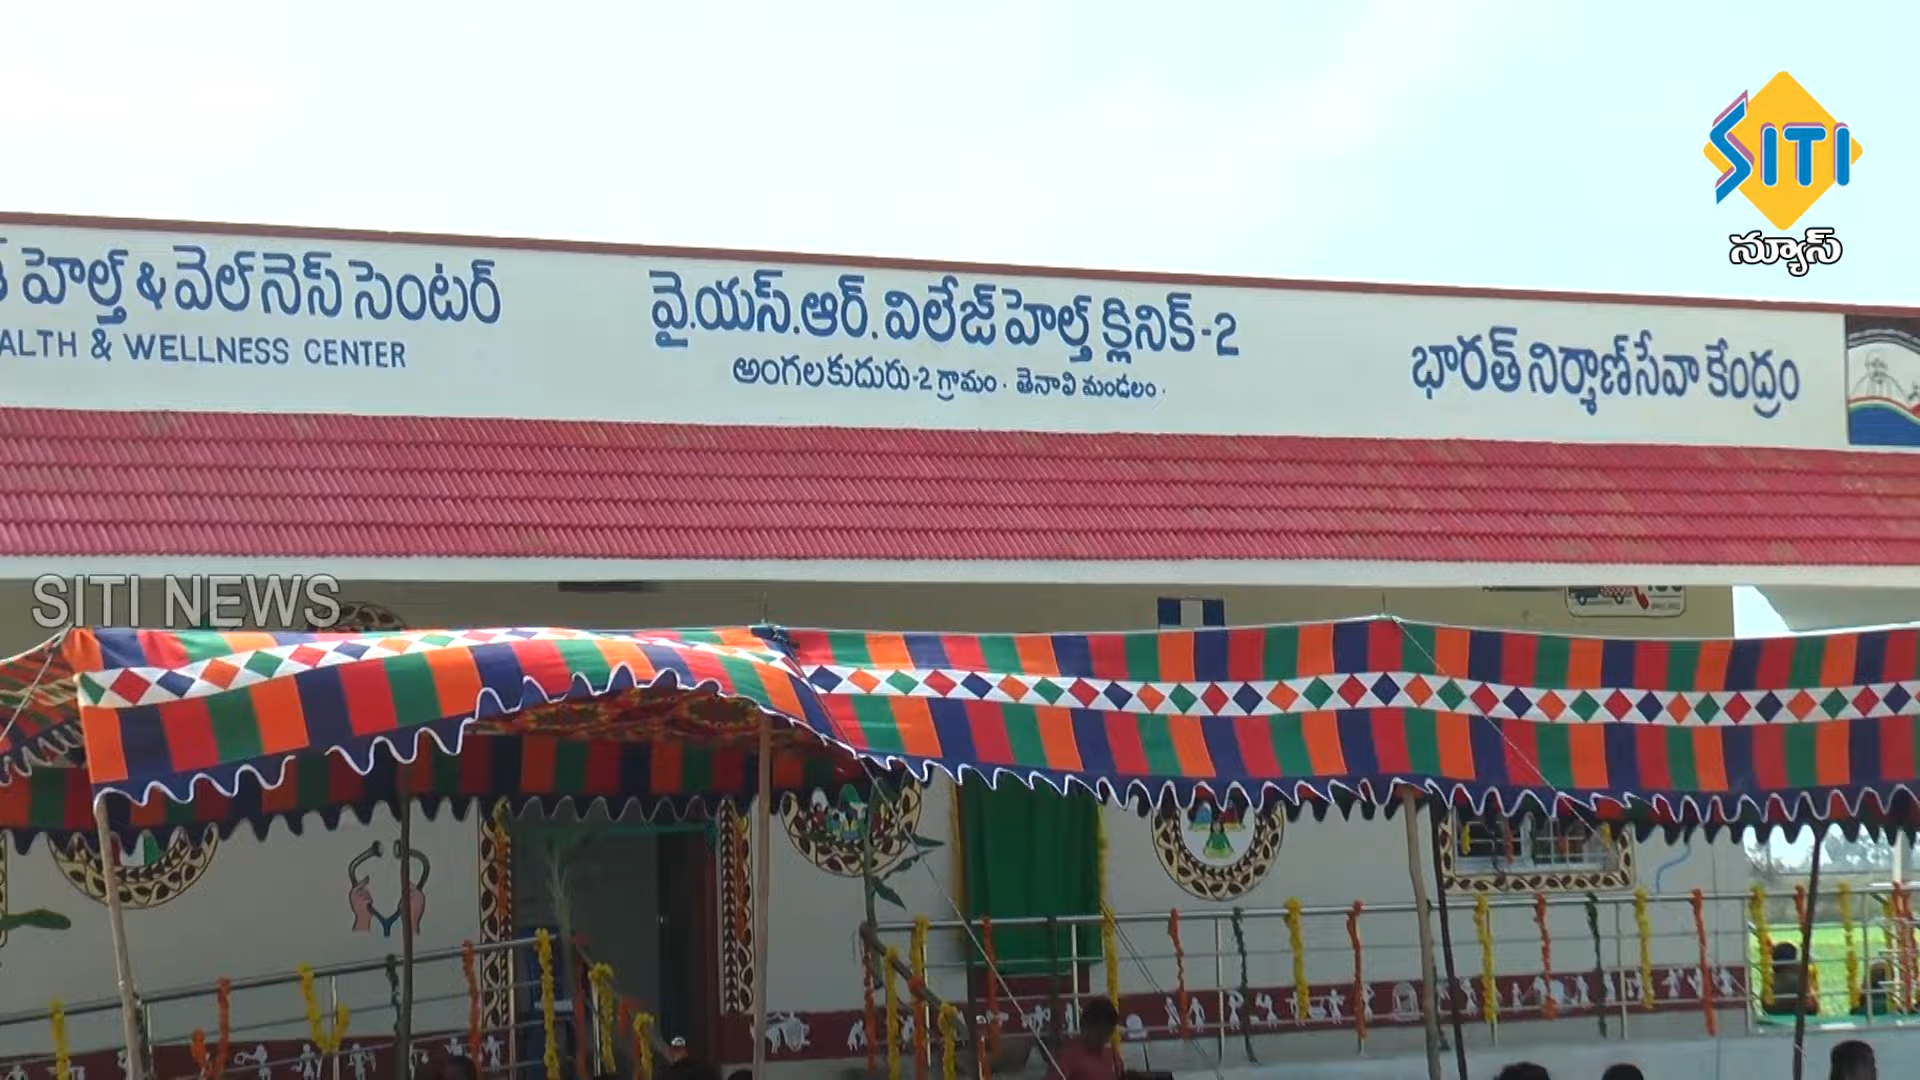 SITI
న్యూస్
హెల్త్ & వెల్ నెస్ సెంటర్
ALTH & WELLNESS CENTER
వై.యస్.ఆర్. విలేజ్ హెల్త్ క్లినిక్ -2
అంగలకుదురు-2 గ్రామం. తెనాలి మండలం.
భారత్ నిర్మాణ్ సేవా కేంద్రం
SITI NEWS